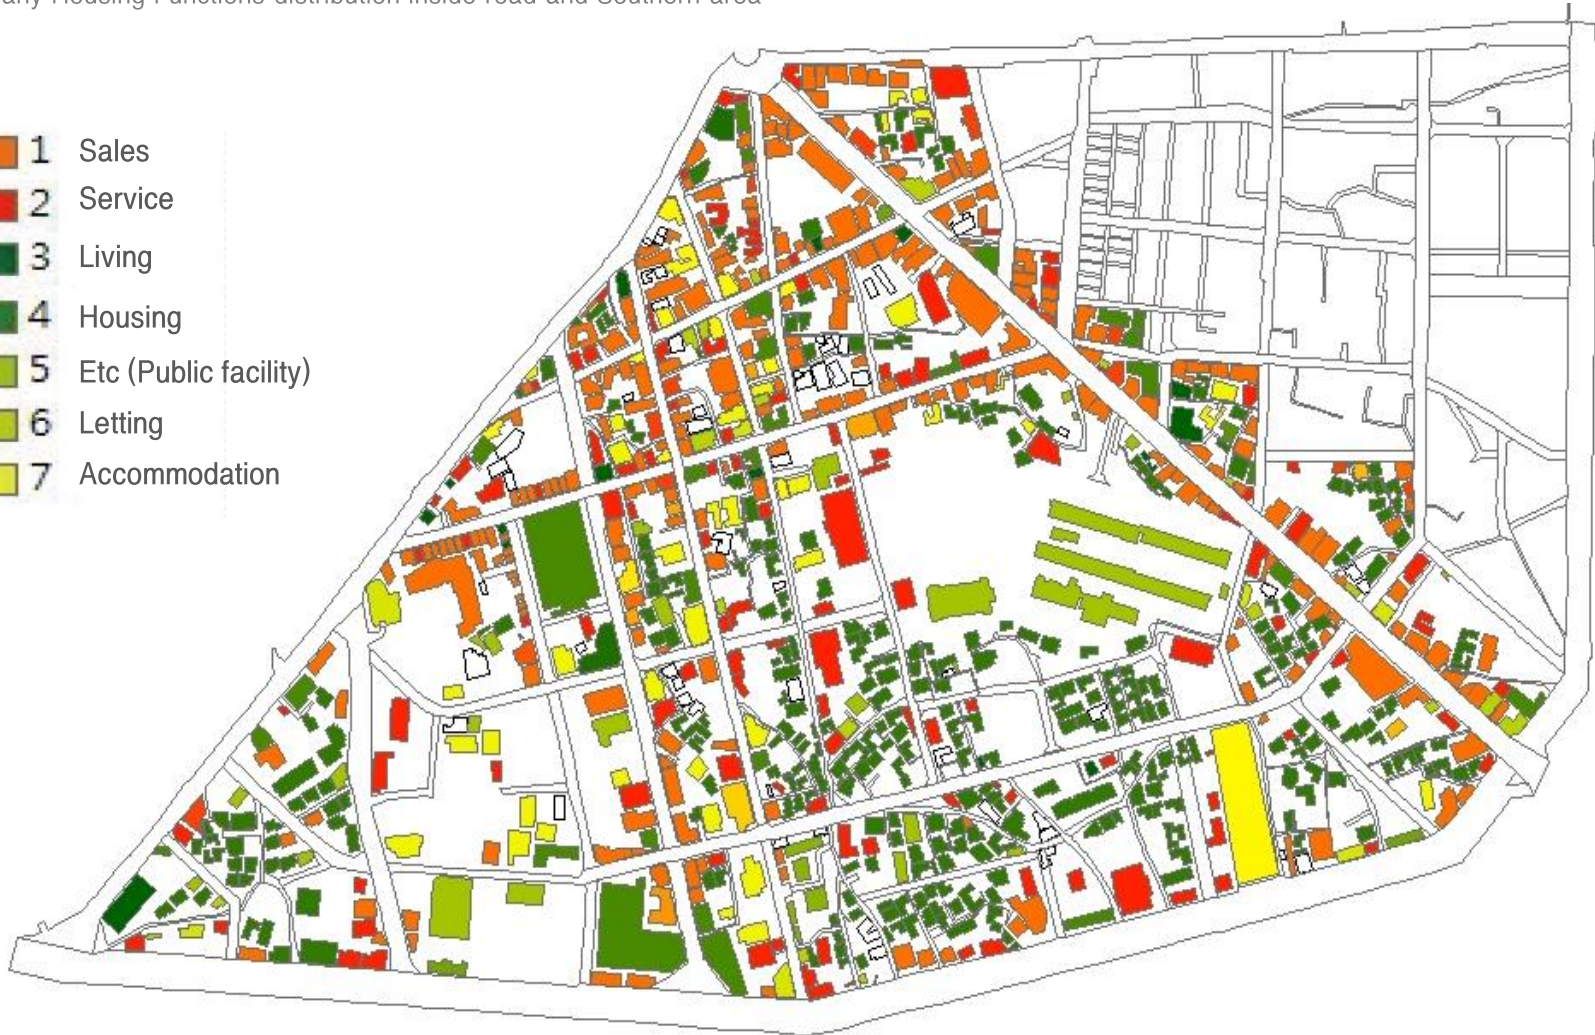 any Housing Functions distribution inside road and Southern area
1 Sales
2 Service
3 Living
4 Housing
5 Etc (Public facility)
6 Letting
7 Accommodation